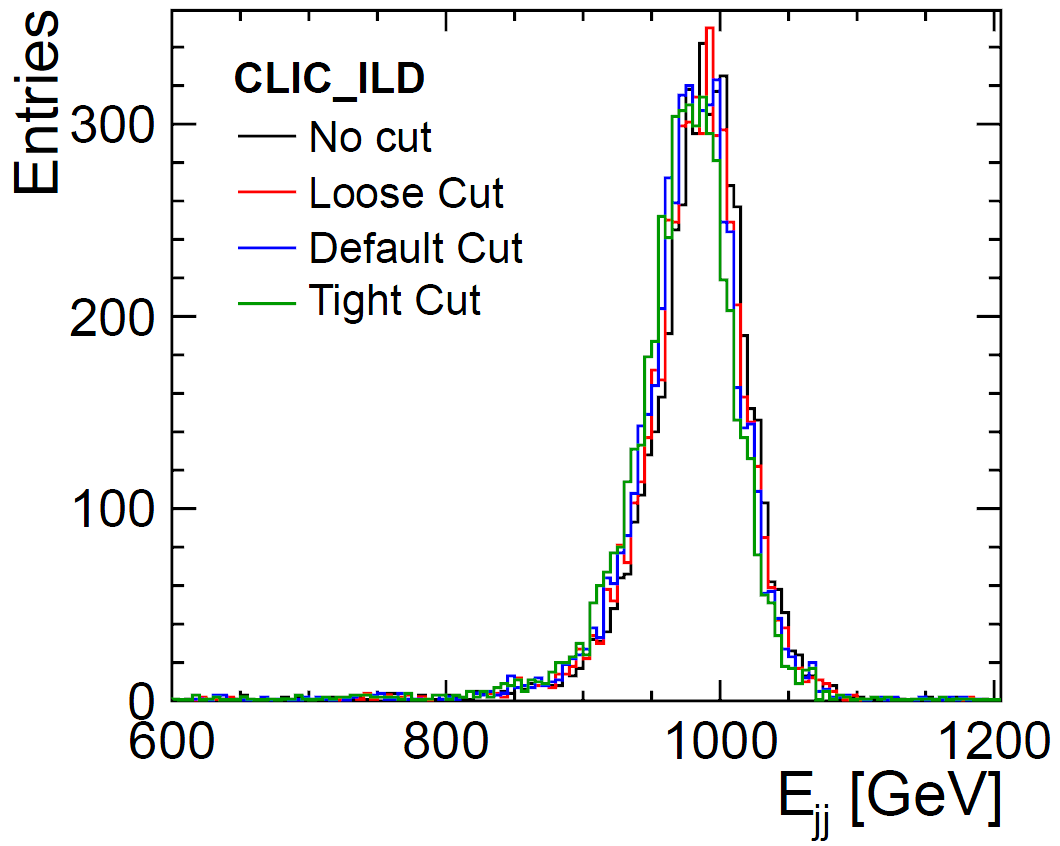 Entries
CLIC_ILD
No cut
Loose Cut
Default Cut
Tight Cut
300
200
100
0
600 800 1000 1200
E_jj [GeV]